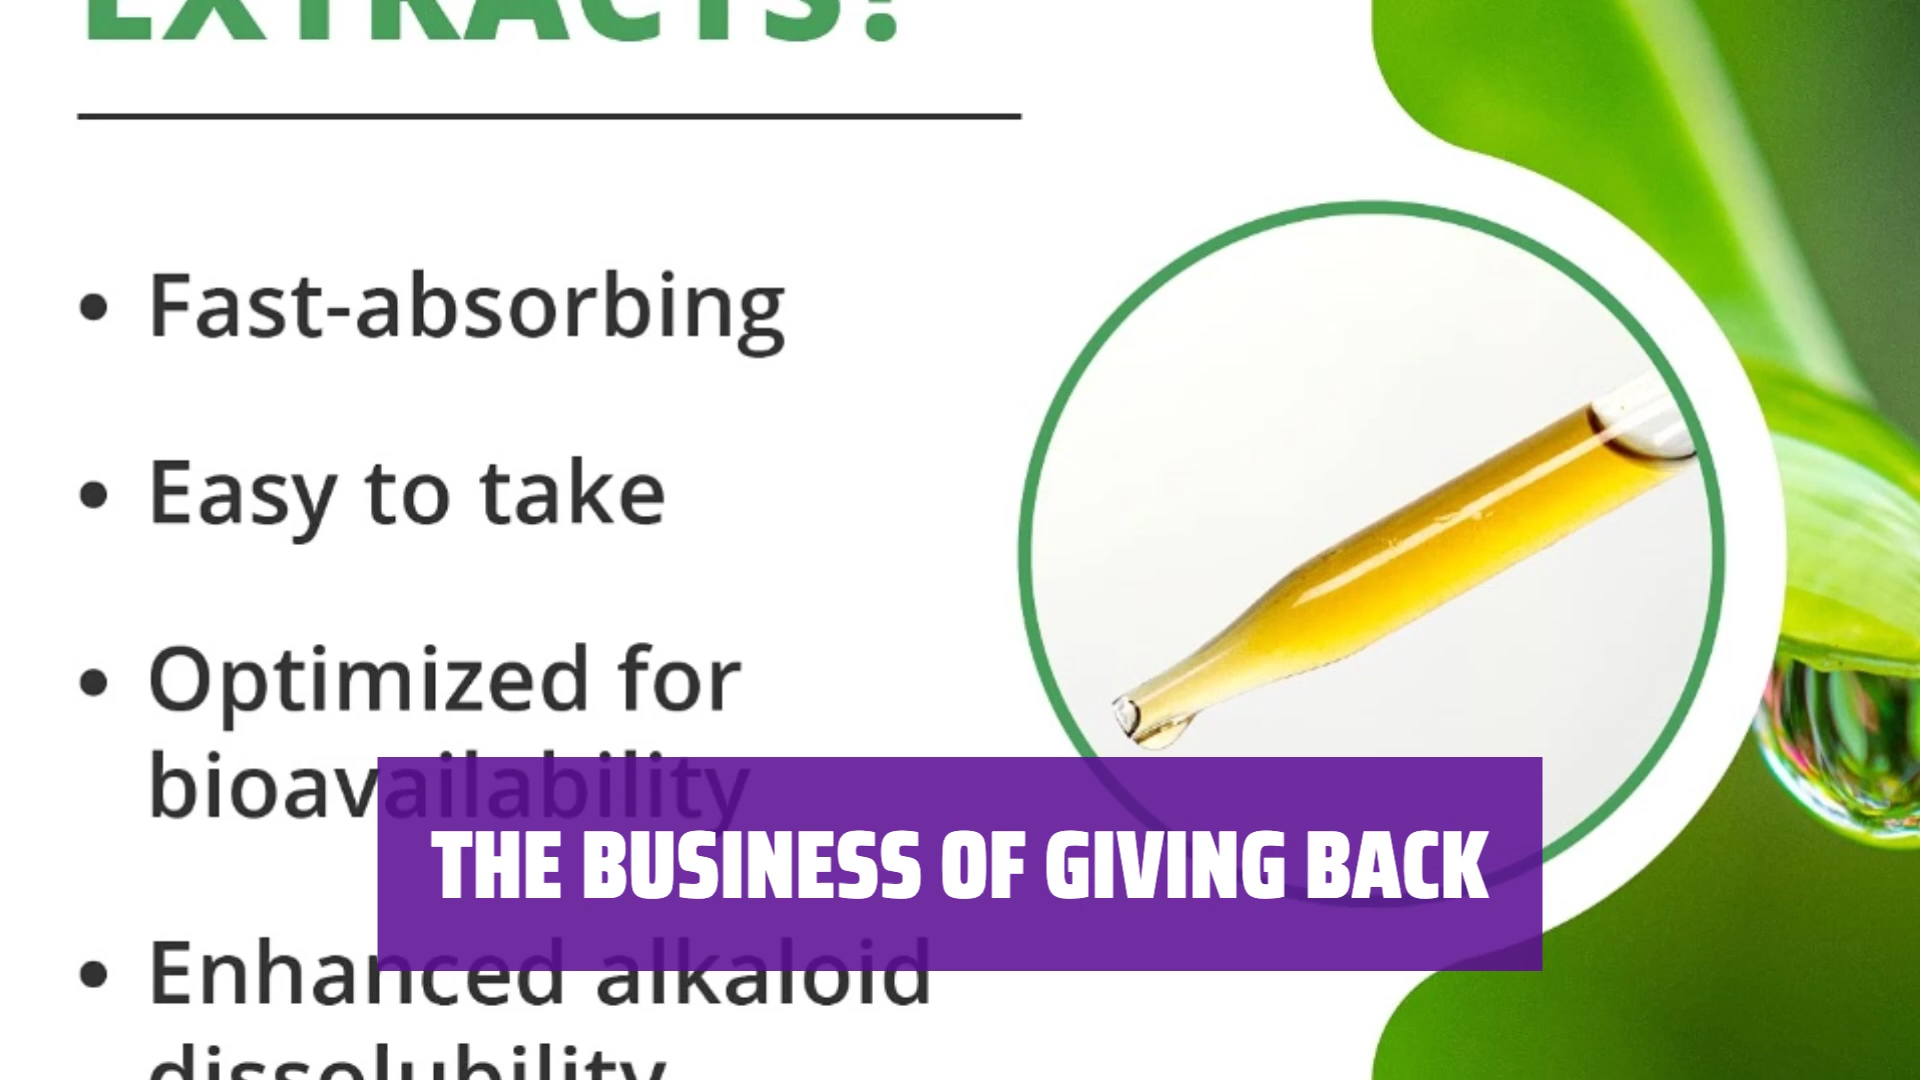 EXTRACTS?
• Fast-absorbing
• Easy to take
• Optimized for
bioavailability
THE BUSINESS OF GIVING BACK
• Enhanced alkaloid
dissolubility